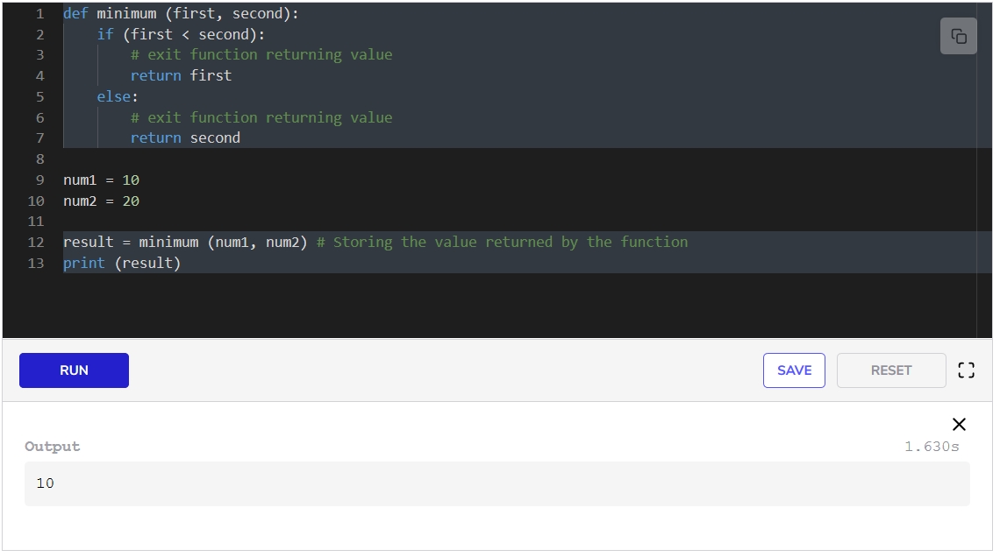 1 def minimum (first, second):
2     if (first < second):
3         # exit function returning value
4         return first
5     else:
6         # exit function returning value
7         return second
8
9 num1 = 10
10 num2 = 20
11
12 result = minimum (num1, num2) # Storing the value returned by the function
13 print (result)
RUN SAVE RESET
Output 1.630s
10